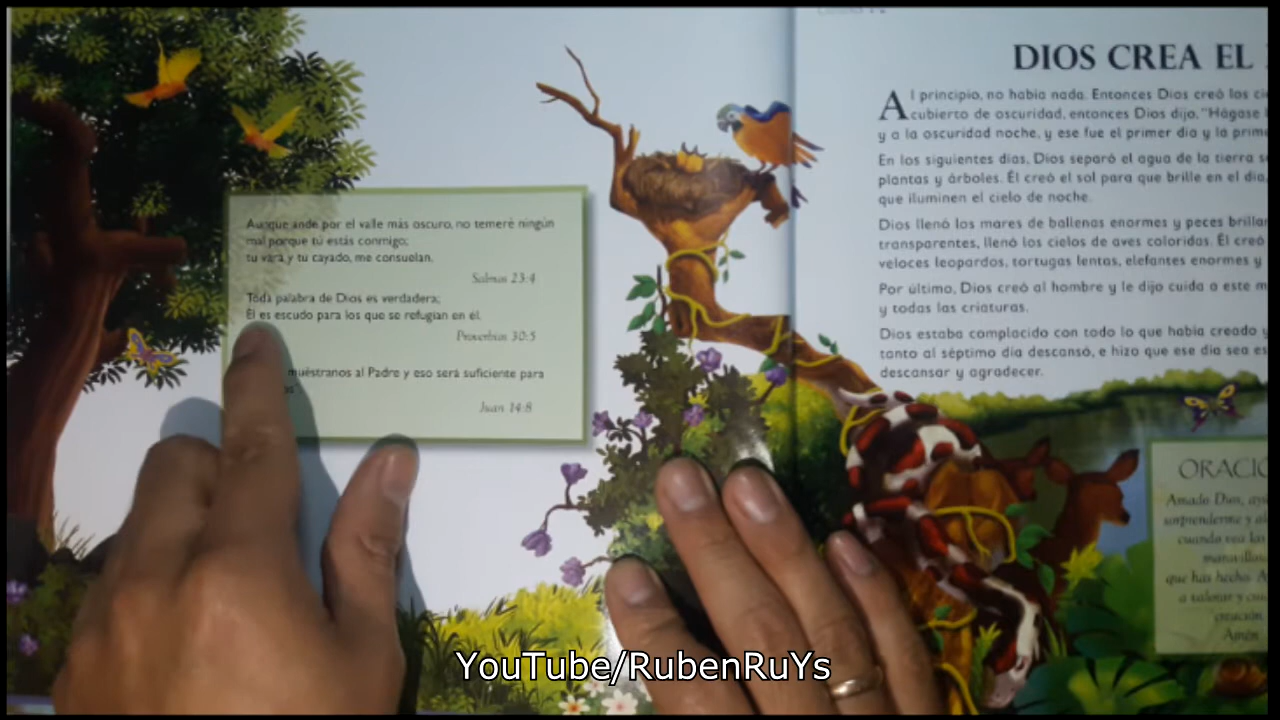 Aunque ande por el valle más oscuro, no temeré ningún
mal porque tú estás conmigo;
tu vara y tu cayado, me consuelan.
Salmos 23:4
Toda palabra de Dios es verdadera;
Él es escudo para los que se refugian en él.
Proverbios 30:5
muéstranos al Padre y eso será suficiente para
Juan 14:8
DIOS CREA EL
Al principio, no había nada. Entonces Dios creó los
cubierto de oscuridad, entonces Dios dijo, "Hágase
y a la oscuridad noche, y ese fue el primer día y la
En los siguientes días, Dios separó el agua de la tierra
plantas y árboles. Él creó el sol para que brille en el día,
que iluminen el cielo de noche.
Dios llenó los mares de ballenas enormes y peces
transparentes, llenó los cielos de aves coloridas. Él creó
veloces leopardos, tortugas lentas, elefantes enormes y
Por último, Dios creó al hombre y le dijo cuida a este
y todas las criaturas.
Dios estaba complacido con todo lo que había creado y
tanto al séptimo día descansó, e hizo que ese día sea
descansar y agradecer.
Amado Dios,
sorprenderme y
cuando vea las
que has hecho.
a valorar y
creación.
Amén.
YouTube/RubenRuYs